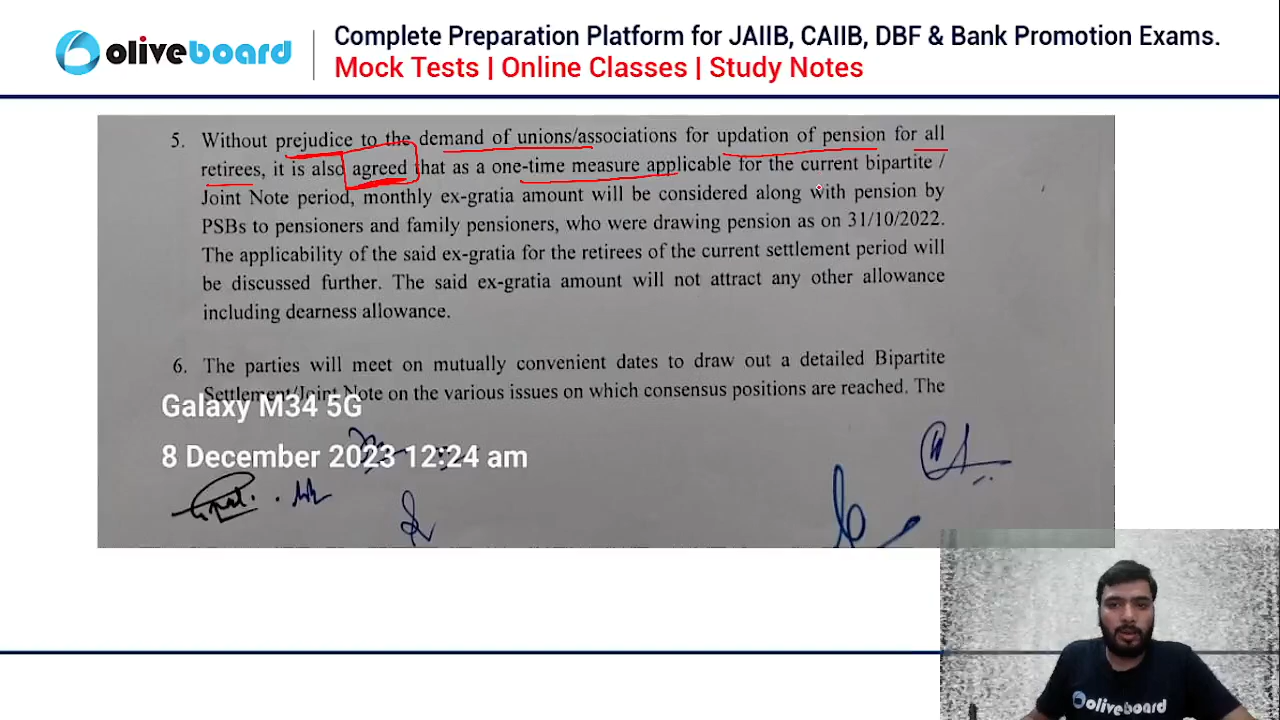 oliveboard
Complete Preparation Platform for JAIIB, CAIIB, DBF & Bank Promotion Exams.
Mock Tests | Online Classes | Study Notes
5. Without prejudice to the demand of unions/associations for updation of pension for all
retirees, it is also agreed that as a one-time measure applicable for the current bipartite /
Joint Note period, monthly ex-gratia amount will be considered along with pension by
PSBs to pensioners and family pensioners, who were drawing pension as on 31/10/2022.
The applicability of the said ex-gratia for the retirees of the current settlement period will
be discussed further. The said ex-gratia amount will not attract any other allowance
including dearness allowance.
6. The parties will meet on mutually convenient dates to draw out a detailed Bipartite
Settlement/Joint Note on the various issues on which consensus positions are reached. The
Galaxy M34 5G
8 December 2023 12:24 am
oliveboard